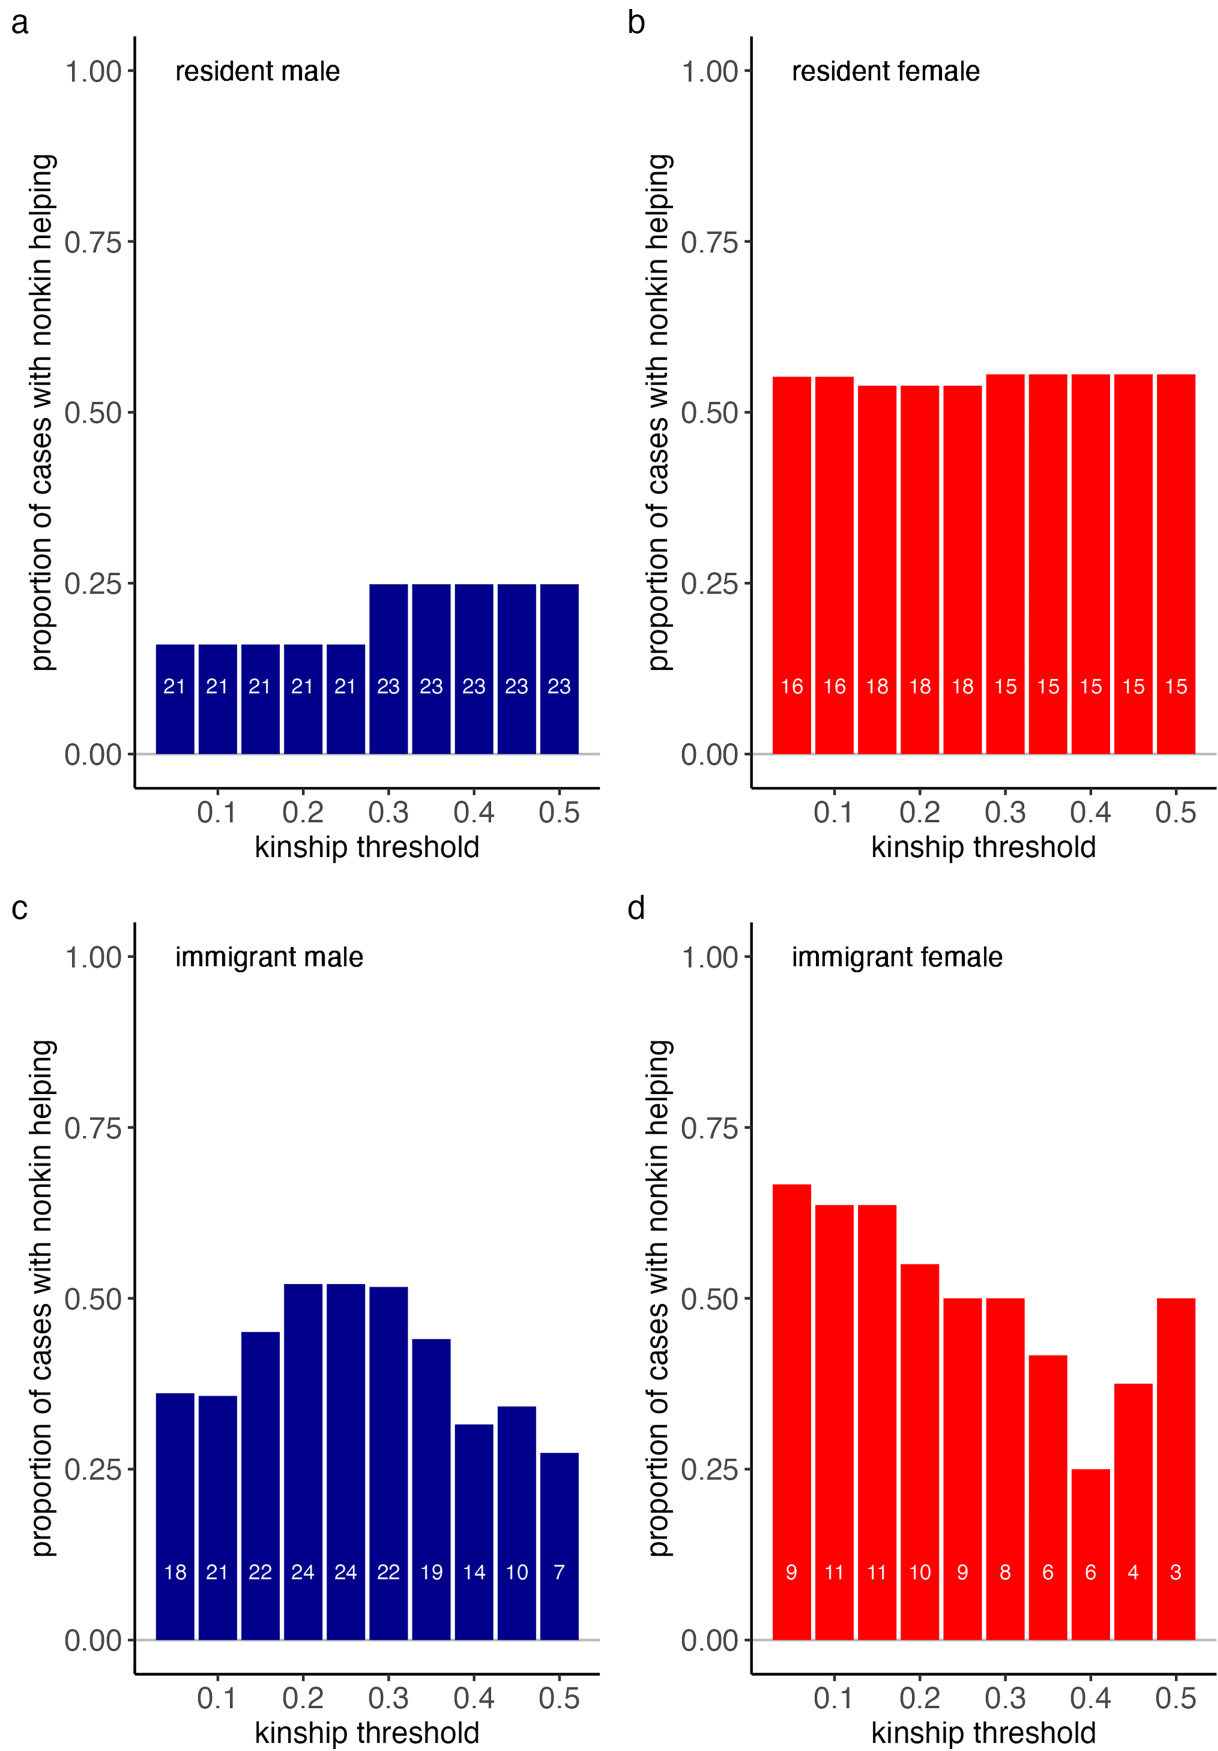 a
resident male
proportion of cases with nonkin helping
1.00
0.75
0.50
0.25
0.00
21 21 21 21 21 23 23 23 23 23
0.1 0.2 0.3 0.4 0.5
kinship threshold
b
resident female
proportion of cases with nonkin helping
1.00
0.75
0.50
0.25
0.00
16 16 18 18 18 15 15 15 15 15
0.1 0.2 0.3 0.4 0.5
kinship threshold
c
immigrant male
proportion of cases with nonkin helping
1.00
0.75
0.50
0.25
0.00
18 21 22 24 24 22 19 14 10 7
0.1 0.2 0.3 0.4 0.5
kinship threshold
d
immigrant female
proportion of cases with nonkin helping
1.00
0.75
0.50
0.25
0.00
9 11 11 10 9 8 6 6 4 3
0.1 0.2 0.3 0.4 0.5
kinship threshold